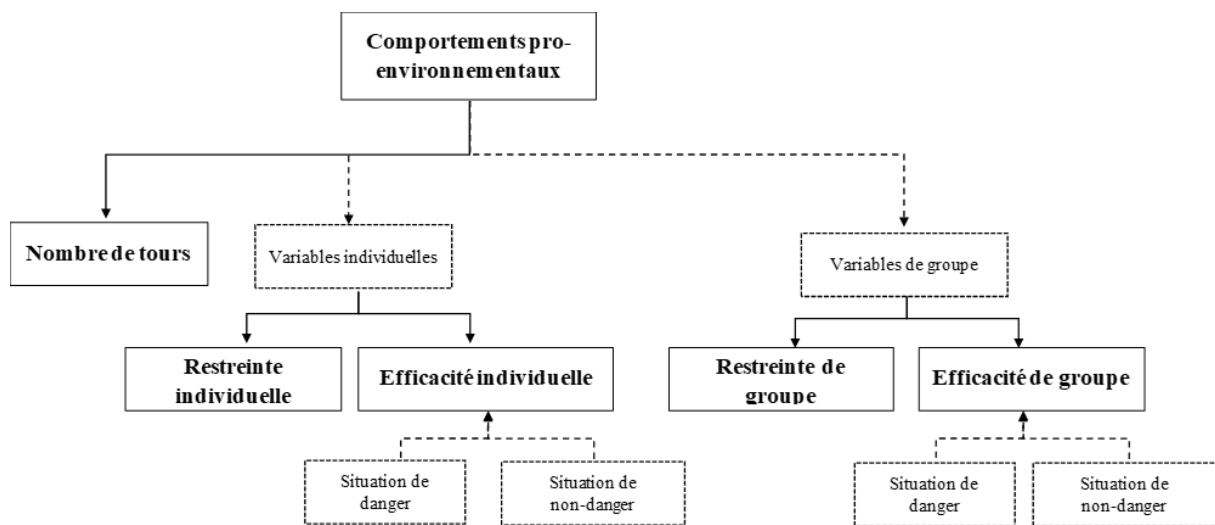 Comportements pro-
environnementaux
Nombre de tours
Variables individuelles
Variables de groupe
Restreinte
individuelle
Efficacité individuelle
Restreinte de
groupe
Efficacité de groupe
Situation de
danger
Situation de
non-danger
Situation de
danger
Situation de
non-danger